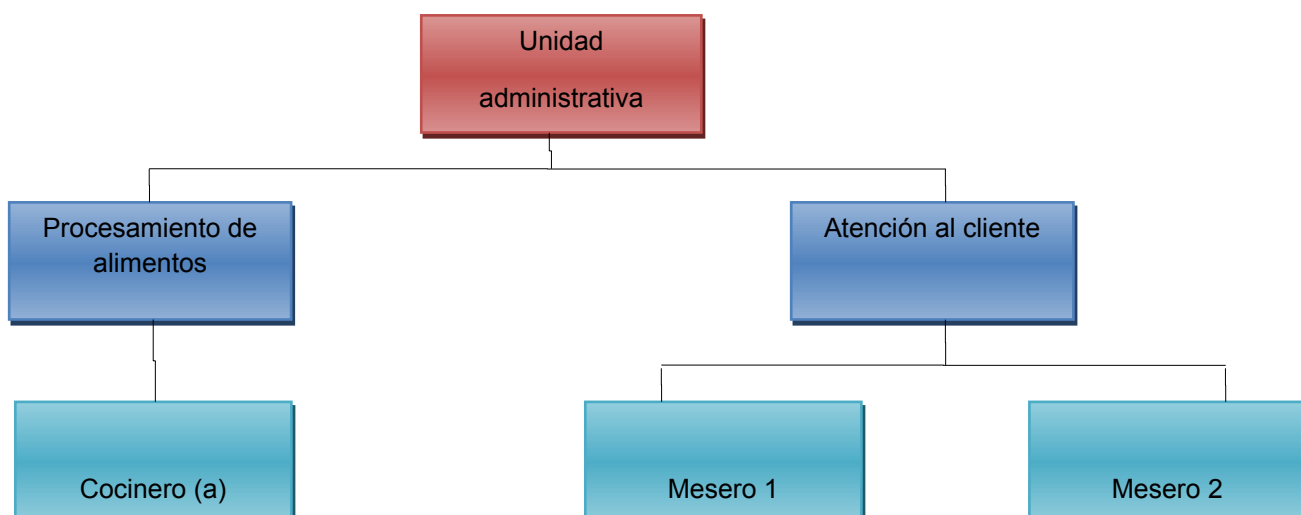 Unidad
administrativa
Procesamiento de
alimentos
Atención al cliente
Cocinero (a)
Mesero 1
Mesero 2